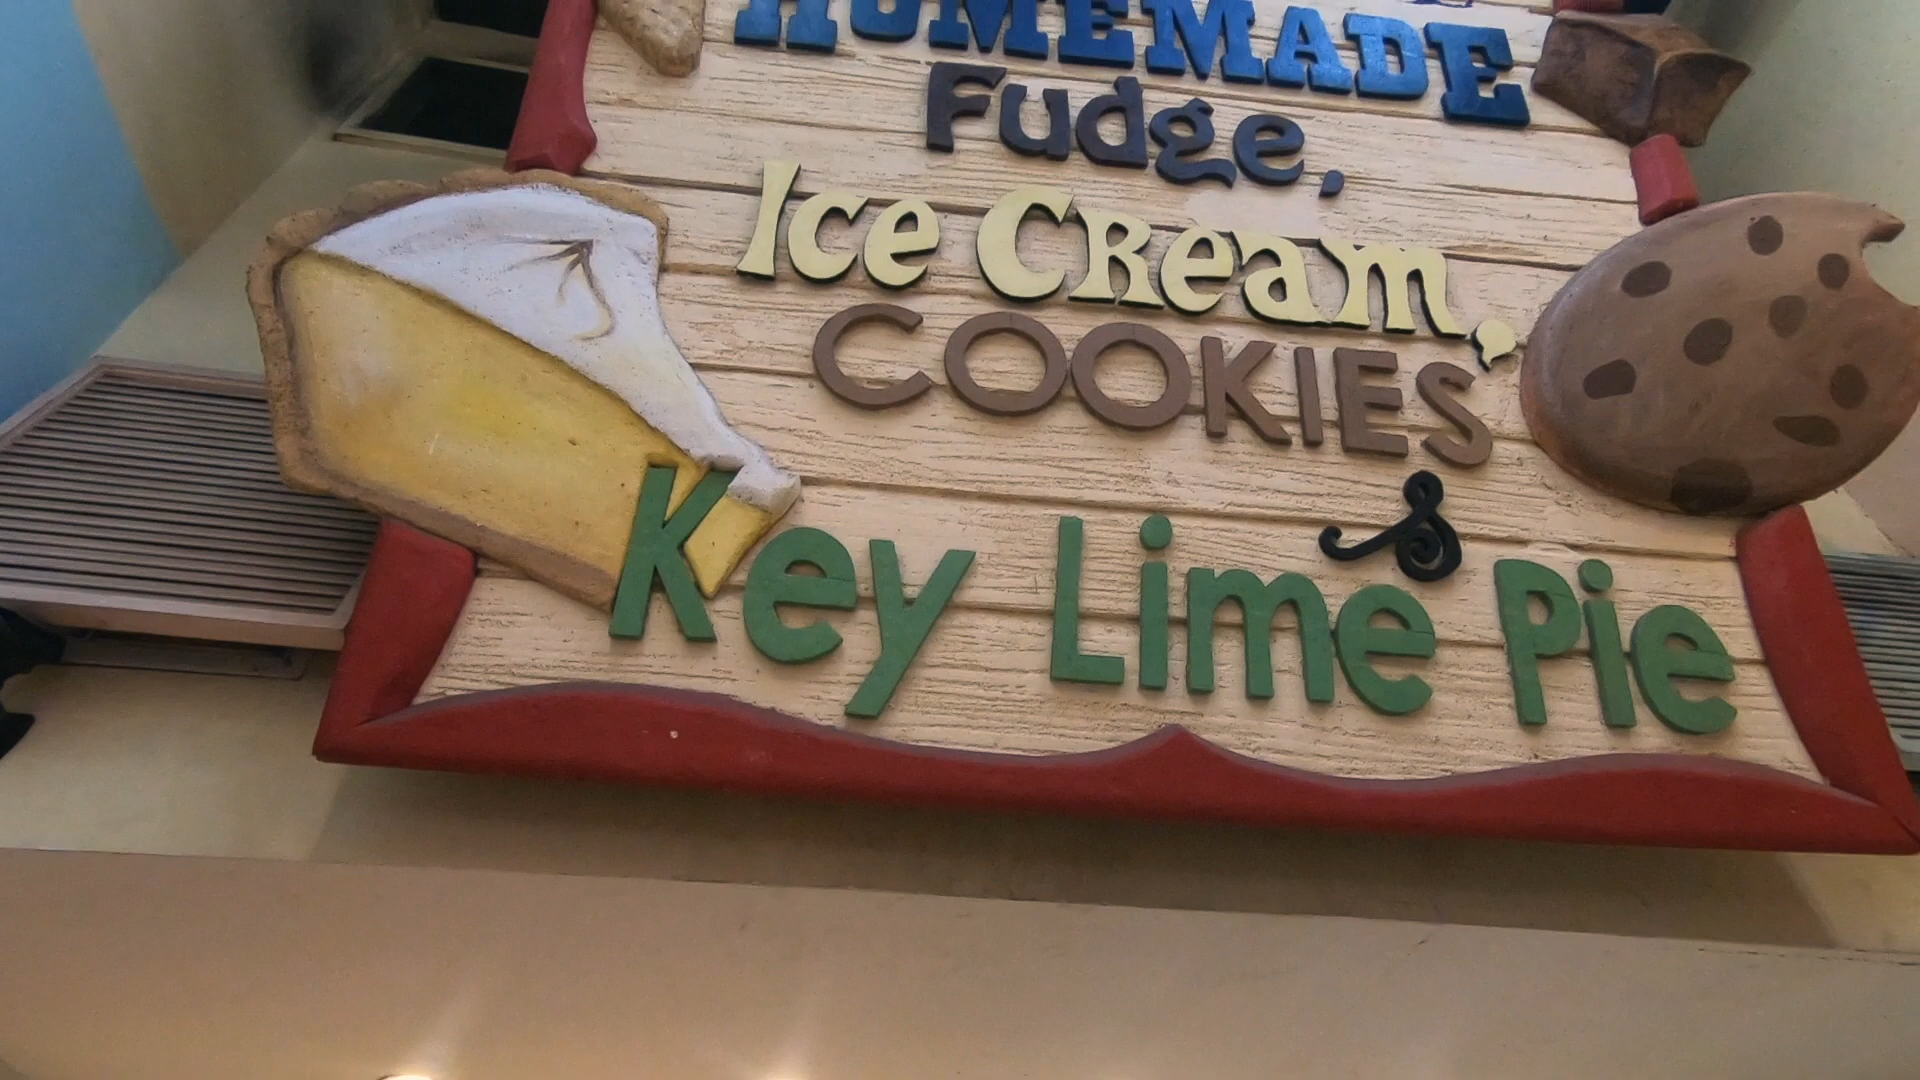 HOMEMADE
Fudge,
Ice Cream,
COOKIES
&
Key Lime Pie